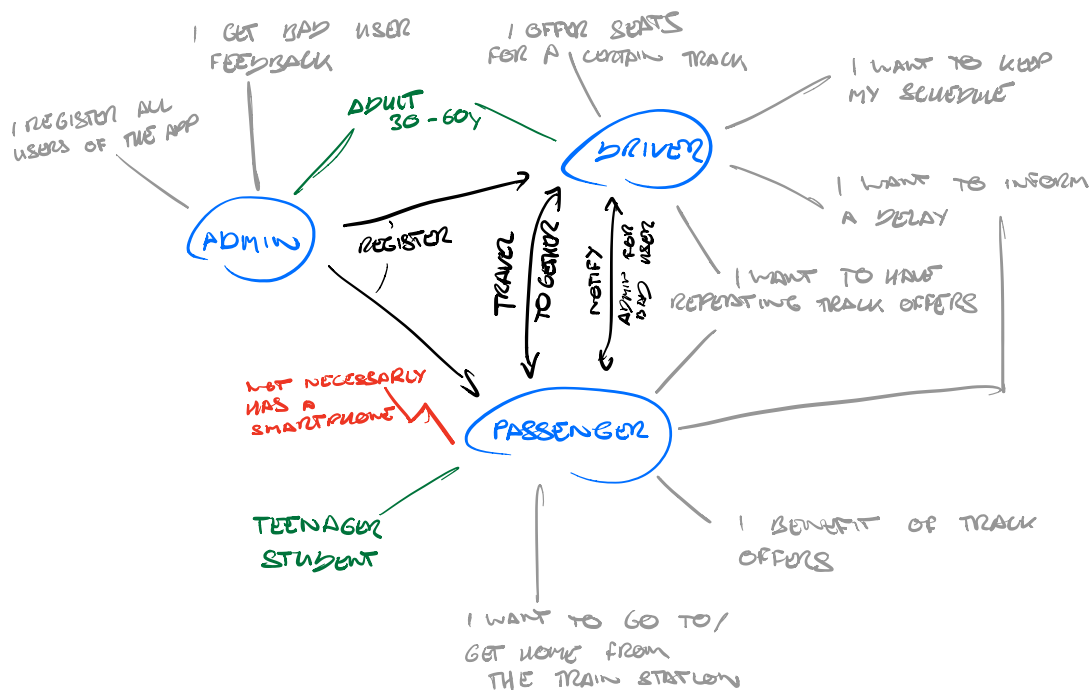 I GET BAD USER
FEEDBACK
I OFFER SEATS
FOR A CERTAIN TRACK
I WANT TO KEEP
MY SCHEDULE
I REGISTER ALL
USERS OF THE APP
ADULT
30-60y
DRIVER
I WANT TO INFORM
A DELAY
ADMIN
REGISTER
TRAVEL
TOGETHER
NOTIFY
ADMIN FOR
BAD USER
I WANT TO HAVE
REPEATING TRACK OFFERS
NOT NECESSARLY
HAS A
SMARTPHONE
PASSENGER
TEENAGER
STUDENT
I BENEFIT OF TRACK
OFFERS
I WANT TO GO TO/
GET HOME FROM
THE TRAIN STATION